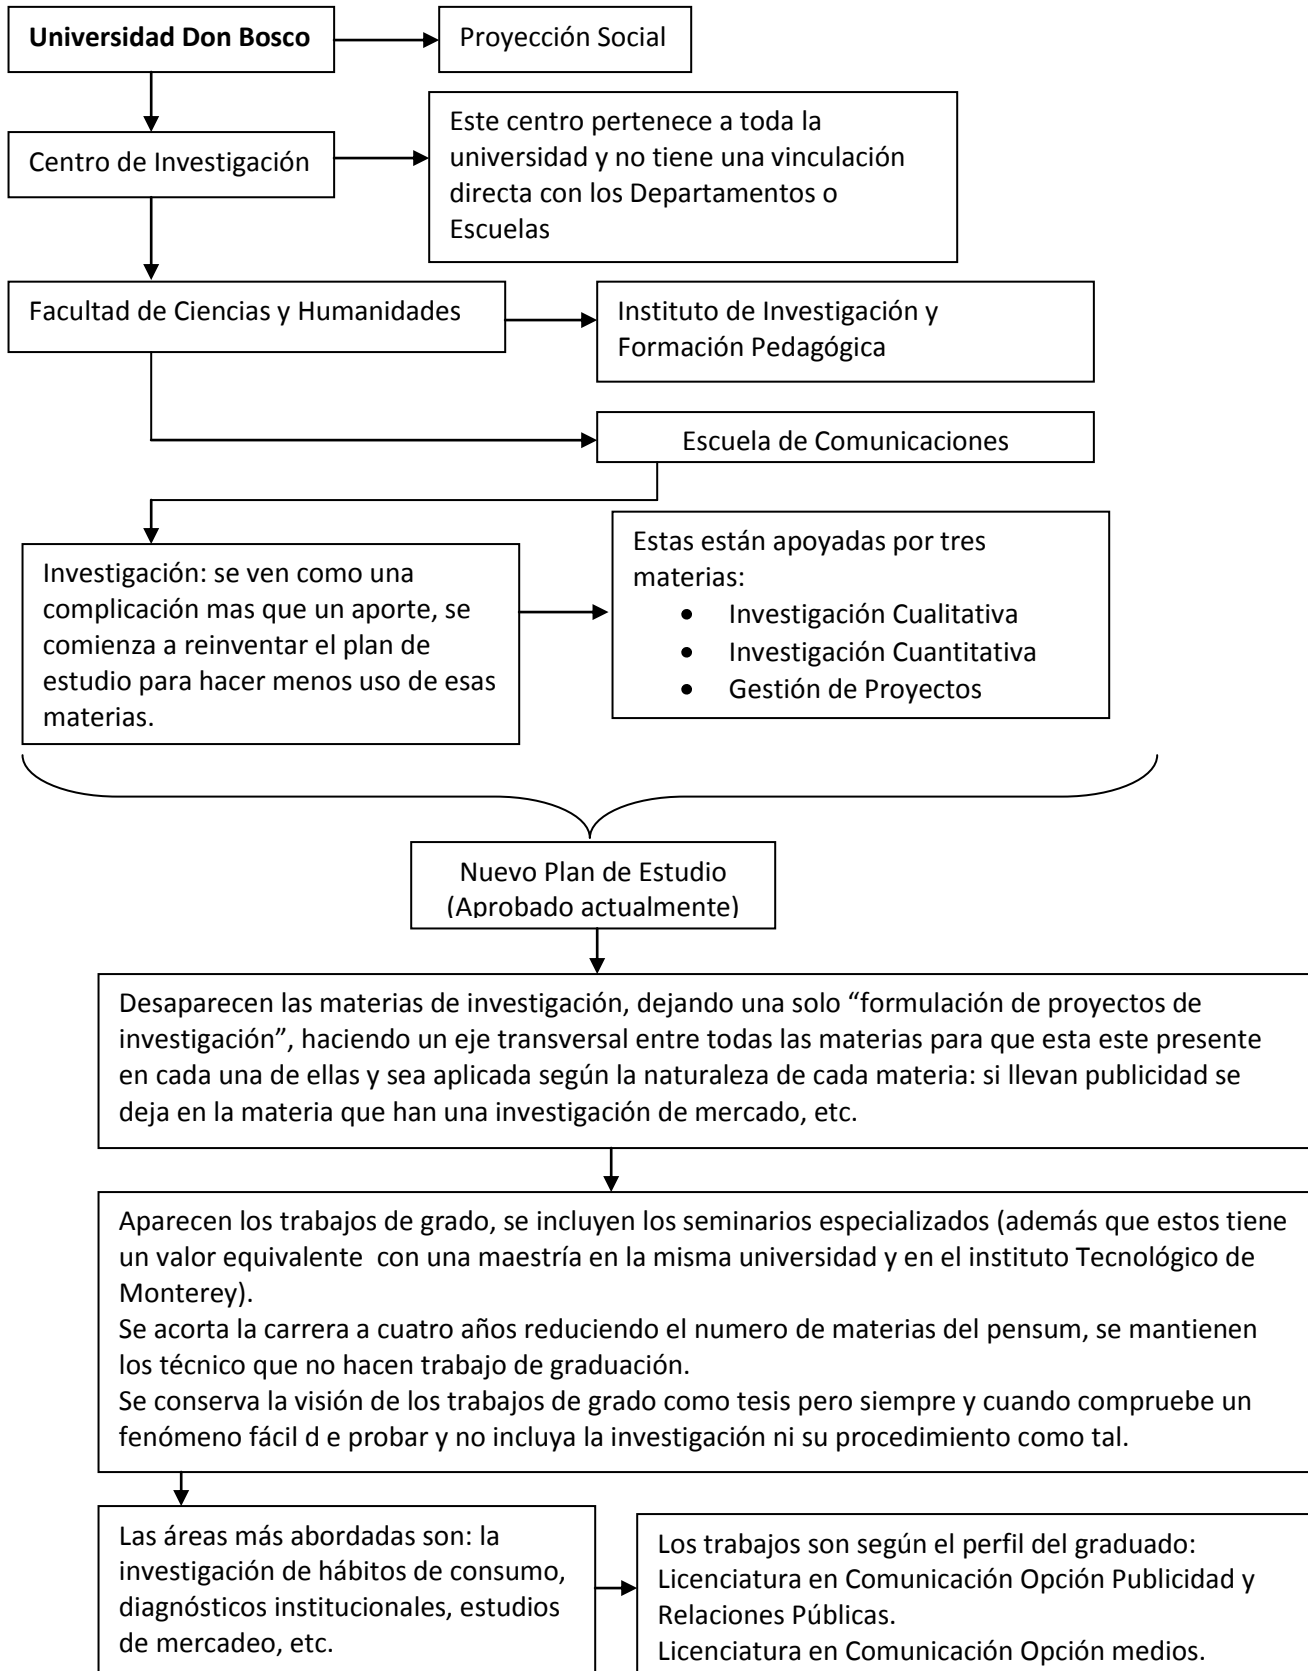 Universidad Don Bosco
Proyección Social
Centro de Investigación
Este centro pertenece a toda la
universidad y no tiene una vinculación
directa con los Departamentos o
Escuelas
Facultad de Ciencias y Humanidades
Instituto de Investigación y
Formación Pedagógica
Escuela de Comunicaciones
Investigación: se ven como una
complicación mas que un aporte, se
comienza a reinventar el plan de
estudio para hacer menos uso de esas
materias.
Estas están apoyadas por tres
materias:
• Investigación Cualitativa
• Investigación Cuantitativa
• Gestión de Proyectos
Nuevo Plan de Estudio
(Aprobado actualmente)
Desaparecen las materias de investigación, dejando una solo “formulación de proyectos de
investigación”, haciendo un eje transversal entre todas las materias para que esta este presente
en cada una de ellas y sea aplicada según la naturaleza de cada materia: si llevan publicidad se
deja en la materia que han una investigación de mercado, etc.
Aparecen los trabajos de grado, se incluyen los seminarios especializados (además que estos tiene
un valor equivalente  con una maestría en la misma universidad y en el instituto Tecnológico de
Monterey).
Se acorta la carrera a cuatro años reduciendo el numero de materias del pensum, se mantienen
los técnico que no hacen trabajo de graduación.
Se conserva la visión de los trabajos de grado como tesis pero siempre y cuando compruebe un
fenómeno fácil d e probar y no incluya la investigación ni su procedimiento como tal.
Las áreas más abordadas son: la
investigación de hábitos de consumo,
diagnósticos institucionales, estudios
de mercadeo, etc.
Los trabajos son según el perfil del graduado:
Licenciatura en Comunicación Opción Publicidad y
Relaciones Públicas.
Licenciatura en Comunicación Opción medios.